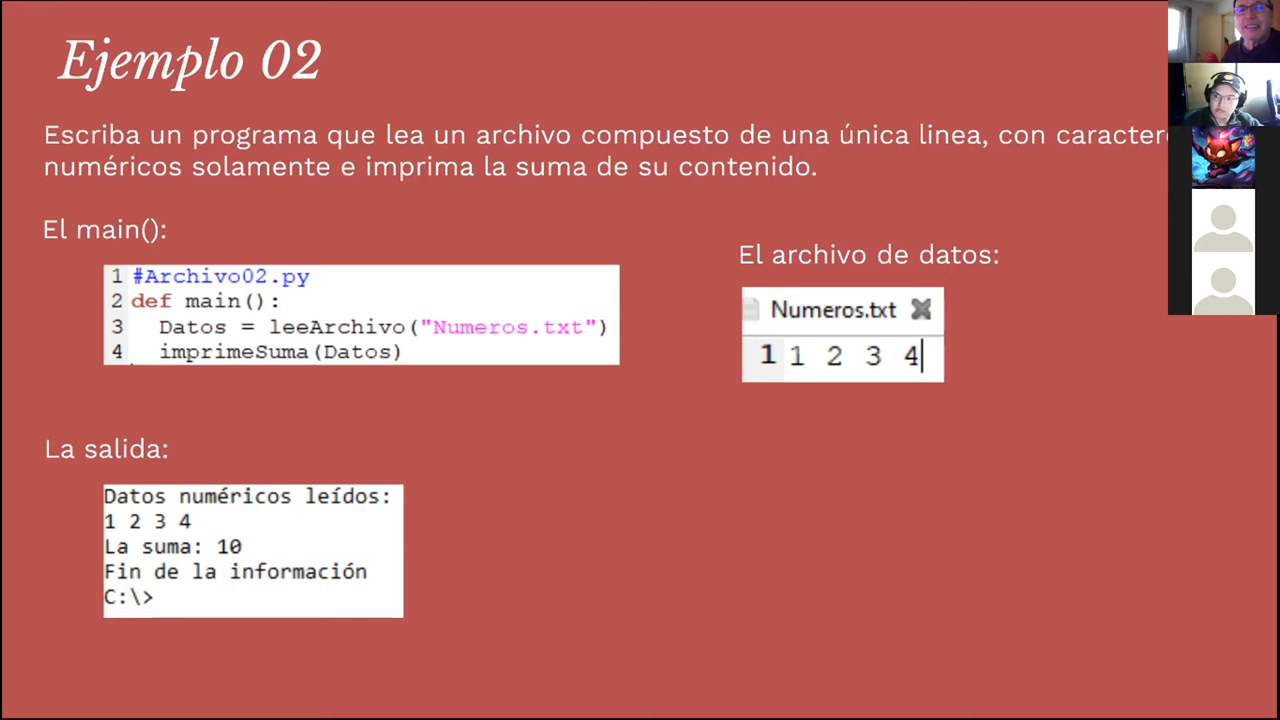 Ejemplo 02
Escriba un programa que lea un archivo compuesto de una única linea, con caracter
numéricos solamente e imprima la suma de su contenido.
El main():
1 #Archivo02.py
2 def main():
3 Datos = leeArchivo("Numeros.txt")
4 imprimeSuma(Datos)
El archivo de datos:
Numeros.txt
1 1 2 3 4
La salida:
Datos numéricos leídos:
1 2 3 4
La suma: 10
Fin de la información
C:\>